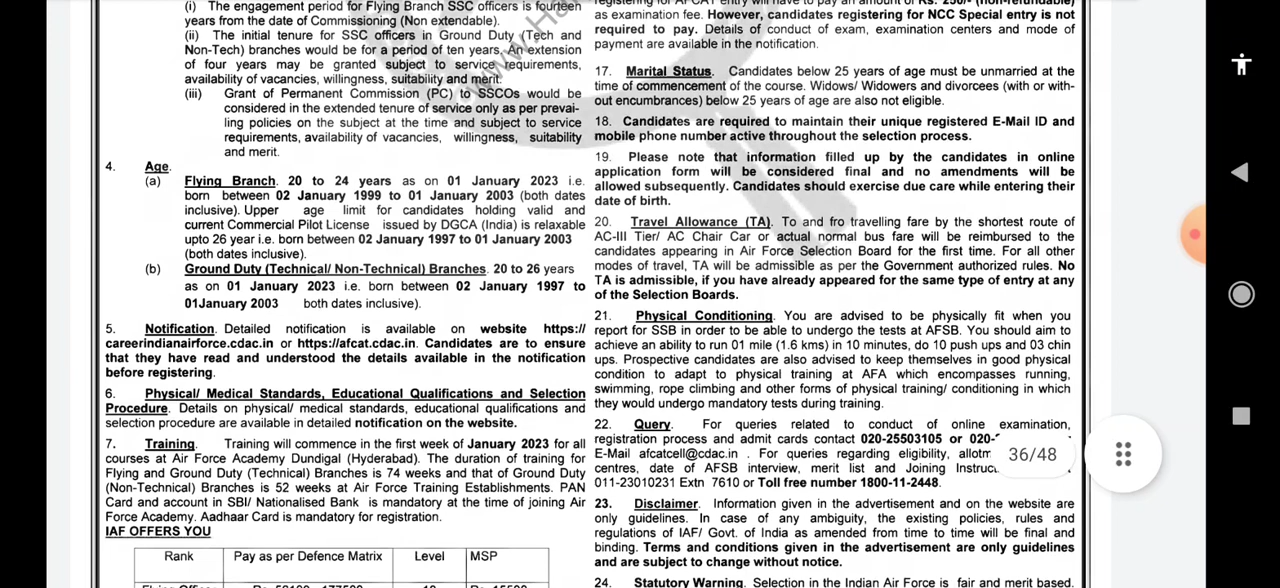 (i) The engagement period for Flying Branch SSC officers is fourteen
years from the date of Commissioning (Non extendable).
(ii) The initial tenure for SSC officers in Ground Duty (Tech and
Non-Tech) branches would be for a period of ten years. An extension
of four years may be granted subject to service requirements,
availability of vacancies, willingness, suitability and merit.
(iii) Grant of Permanent Commission (PC) to SSCOs would be
considered in the extended tenure of service only as per prevai-
ling policies on the subject at the time and subject to service
requirements, availability of vacancies, willingness, suitability
and merit.
4. Age.
(a) Flying Branch. 20 to 24 years as on 01 January 2023 i.e.
born between 02 January 1999 to 01 January 2003 (both dates
inclusive). Upper age limit for candidates holding valid and
current Commercial Pilot License issued by DGCA (India) is relaxable
upto 26 year i.e. born between 02 January 1997 to 01 January 2003
(both dates inclusive).
(b) Ground Duty (Technical/ Non-Technical) Branches. 20 to 26 years
as on 01 January 2023 i.e. born between 02 January 1997 to
01January 2003 both dates inclusive).
5. Notification. Detailed notification is available on website https://
careerindianairforce.cdac.in or https://afcat.cdac.in. Candidates are to ensure
that they have read and understood the details available in the notification
before registering.
6. Physical/ Medical Standards, Educational Qualifications and Selection
Procedure. Details on physical/ medical standards, educational qualifications and
selection procedure are available in detailed notification on the website.
7. Training. Training will commence in the first week of January 2023 for all
courses at Air Force Academy Dundigal (Hyderabad). The duration of training for
Flying and Ground Duty (Technical) Branches is 74 weeks and that of Ground Duty
(Non-Technical) Branches is 52 weeks at Air Force Training Establishments. PAN
Card and account in SBI/ Nationalised Bank is mandatory at the time of joining Air
Force Academy. Aadhaar Card is mandatory for registration.
IAF OFFERS YOU
Rank Pay as per Defence Matrix Level MSP
registering for AFCAT entry will have to pay an amount of Rs. 250/- (non-refundable)
as examination fee. However, candidates registering for NCC Special entry is not
required to pay. Details of conduct of exam, examination centers and mode of
payment are available in the notification.
17. Marital Status. Candidates below 25 years of age must be unmarried at the
time of commencement of the course. Widows/ Widowers and divorcees (with or with-
out encumbrances) below 25 years of age are also not eligible.
18. Candidates are required to maintain their unique registered E-Mail ID and
mobile phone number active throughout the selection process.
19. Please note that information filled up by the candidates in online
application form will be considered final and no amendments will be
allowed subsequently. Candidates should exercise due care while entering their
date of birth.
20. Travel Allowance (TA). To and fro travelling fare by the shortest route of
AC-III Tier/ AC Chair Car or actual normal bus fare will be reimbursed to the
candidates appearing in Air Force Selection Board for the first time. For all other
modes of travel, TA will be admissible as per the Government authorized rules. No
TA is admissible, if you have already appeared for the same type of entry at any
of the Selection Boards.
21. Physical Conditioning. You are advised to be physically fit when you
report for SSB in order to be able to undergo the tests at AFSB. You should aim to
achieve an ability to run 01 mile (1.6 kms) in 10 minutes, do 10 push ups and 03 chin
ups. Prospective candidates are also advised to keep themselves in good physical
condition to adapt to physical training at AFA which encompasses running,
swimming, rope climbing and other forms of physical training/ conditioning in which
they would undergo mandatory tests during training.
22. Query. For queries related to conduct of online examination,
registration process and admit cards contact 020-25503105 or 020-
E-Mail afcatcell@cdac.in . For queries regarding eligibility,
centres, date of AFSB interview, merit list and Joining
011-23010231 Extn 7610 or Toll free number 1800-11-2448.
36/48
23. Disclaimer. Information given in the advertisement and on the website are
only guidelines. In case of any ambiguity, the existing policies, rules and
regulations of IAF/ Govt. of India as amended from time to time will be final and
binding. Terms and conditions given in the advertisement are only guidelines
and are subject to change without notice.
24. Statutory Warning. Selection in the Indian Air Force is fair and merit based.